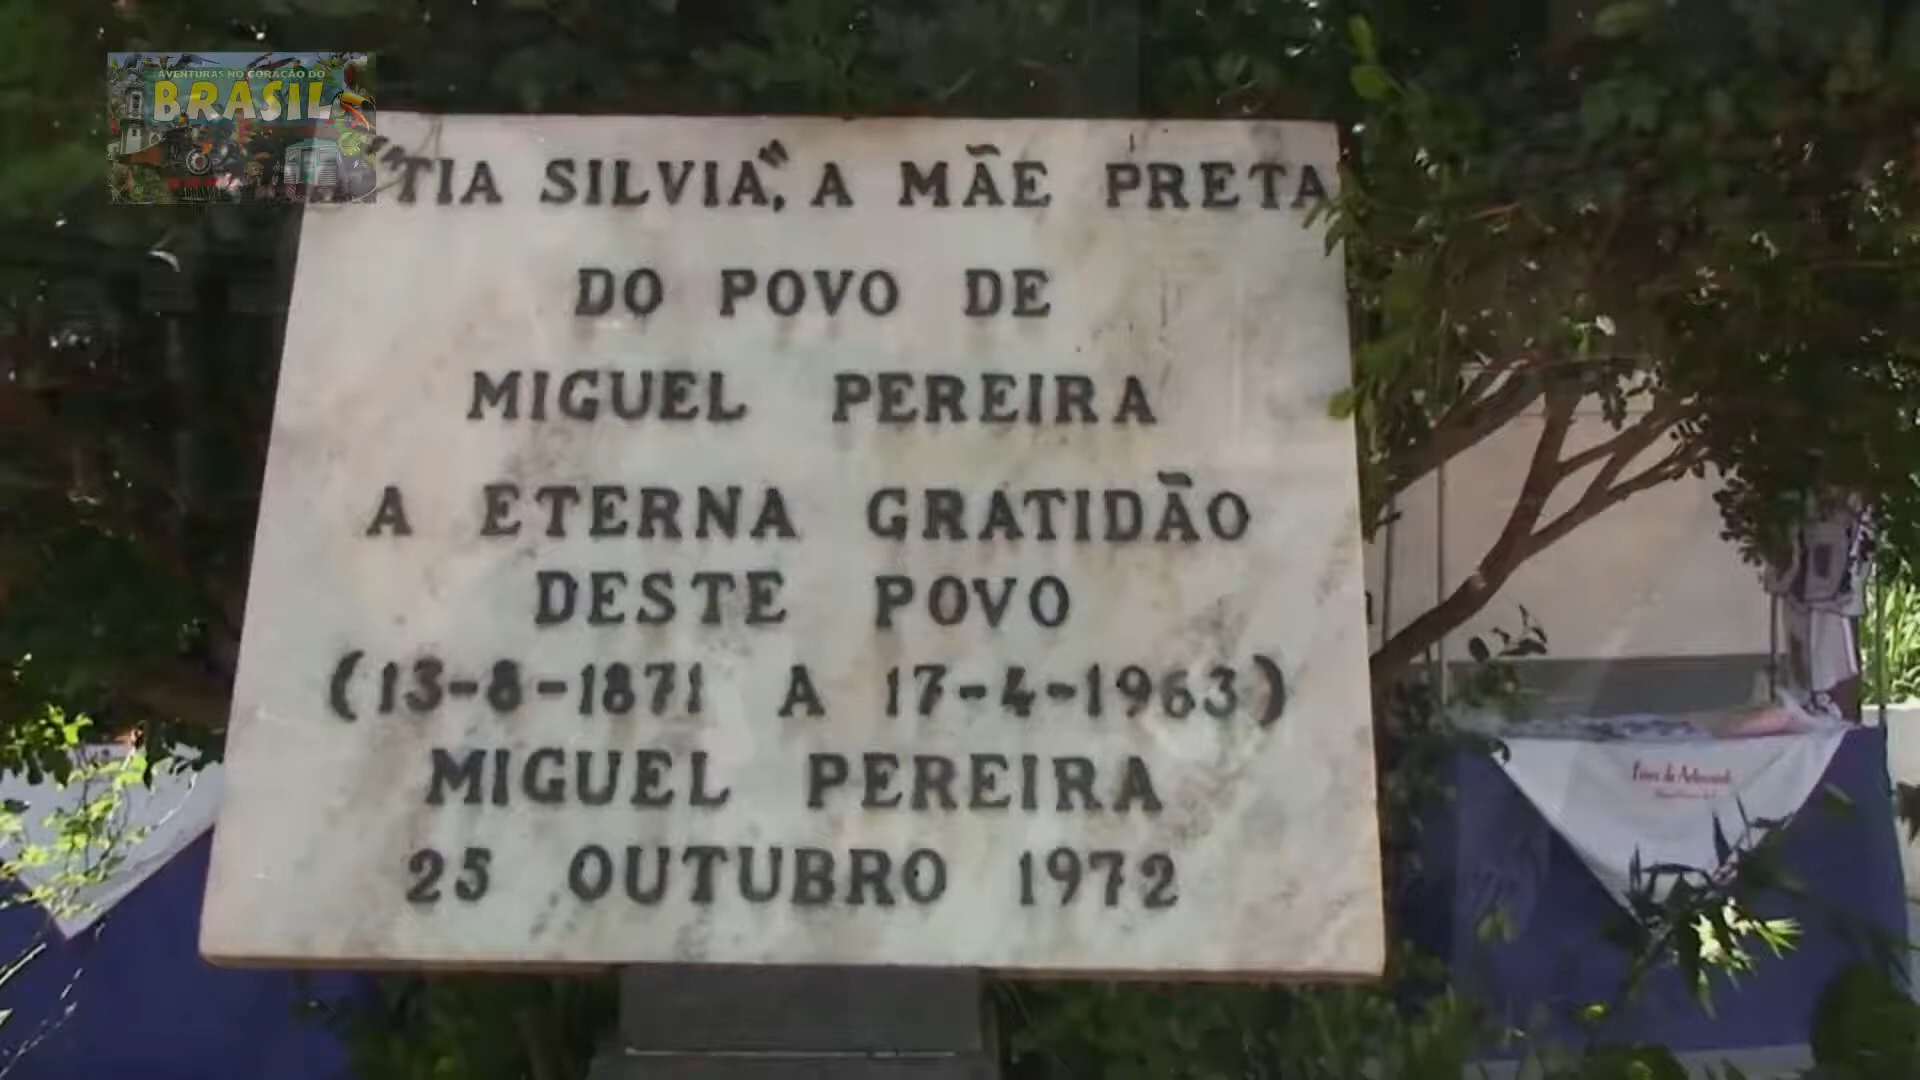 AVENTURAS NO CORAÇÃO DO
BRASIL
"TIA SILVIA", A MÃE PRETA
DO POVO DE
MIGUEL PEREIRA
A ETERNA GRATIDÃO
DESTE POVO
(13-8-1871 A 17-4-1963)
MIGUEL PEREIRA
25 OUTUBRO 1972